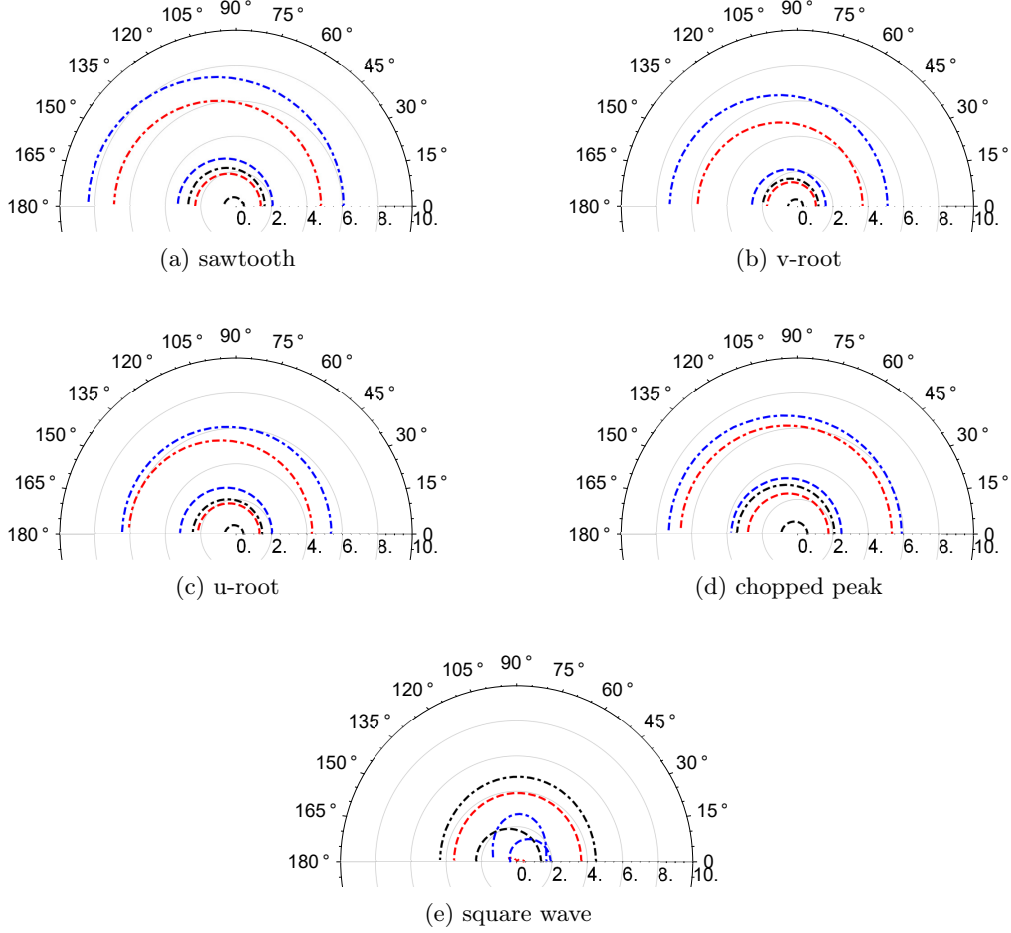 90 °
105 ° 75 °
120 ° 60 °
135 ° 45 °
150 ° 30 °
165 ° 15 °
180 ° 0
0. 2. 4. 6. 8. 10.
(a) sawtooth
90 °
105 ° 75 °
120 ° 60 °
135 ° 45 °
150 ° 30 °
165 ° 15 °
180 ° 0
0. 2. 4. 6. 8. 10.
(b) v-root
90 °
105 ° 75 °
120 ° 60 °
135 ° 45 °
150 ° 30 °
165 ° 15 °
180 ° 0
0. 2. 4. 6. 8. 10.
(c) u-root
90 °
105 ° 75 °
120 ° 60 °
135 ° 45 °
150 ° 30 °
165 ° 15 °
180 ° 0
0. 2. 4. 6. 8. 10.
(d) chopped peak
90 °
105 ° 75 °
120 ° 60 °
135 ° 45 °
150 ° 30 °
165 ° 15 °
180 ° 0
0. 2. 4. 6. 8. 10.
(e) square wave